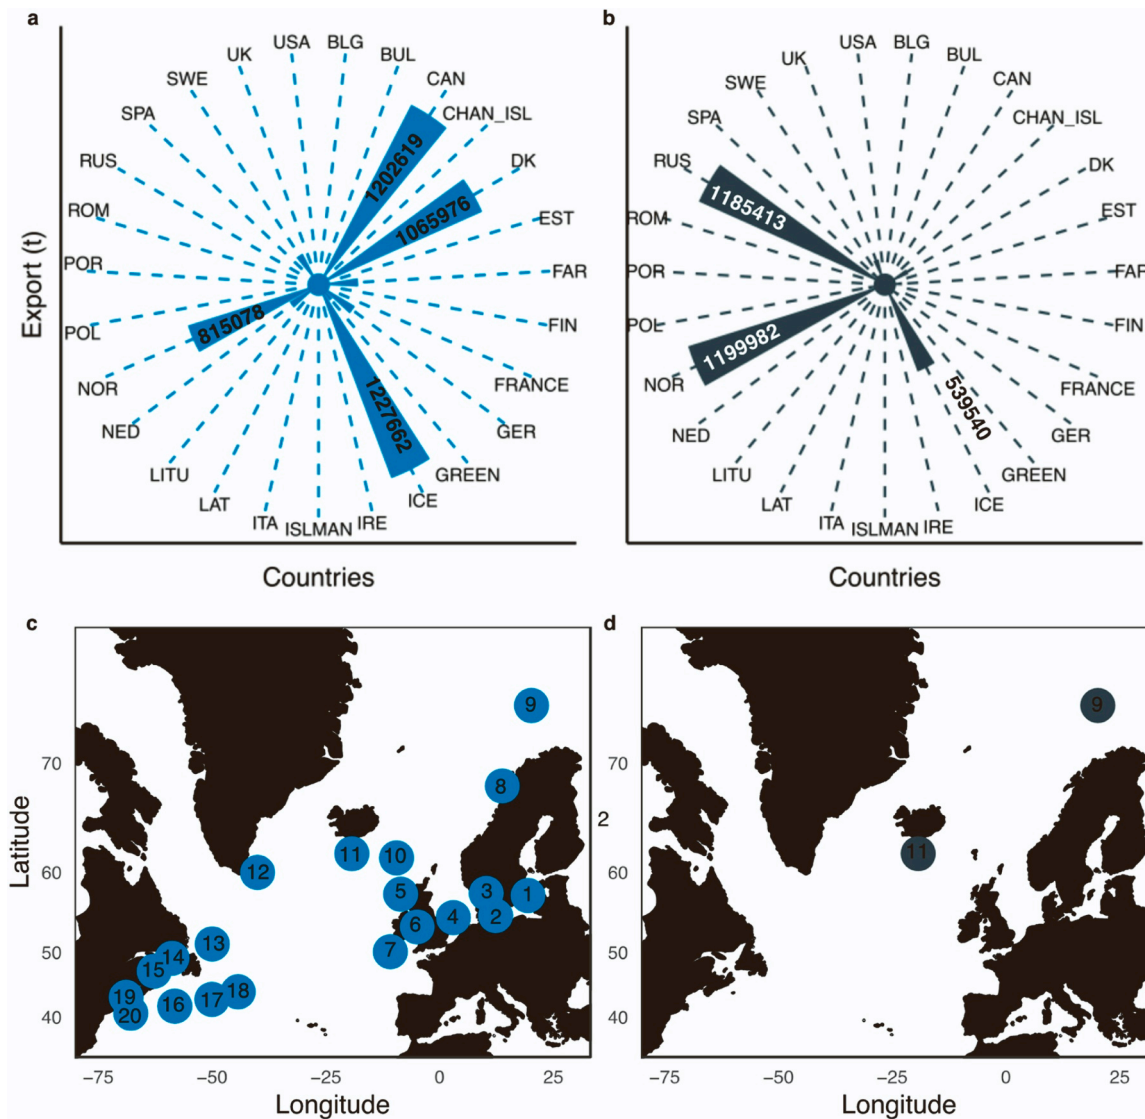 a
USA
BLG
UK
BUL
SWE
CAN
SPA
CHAN_ISL
RUS
DK
1202619
ROM
1065976
EST
POR
FAR
815078
POL
FIN
NOR
1227662
FRANCE
NED
GER
LITU
GREEN
LAT
ICE
ITA
ISLMAN
IRE
Export (t)
Countries
b
USA
BLG
UK
BUL
SWE
CAN
SPA
CHAN_ISL
RUS
DK
1185413
ROM
EST
POR
FAR
POL
FIN
1199982
NOR
539540
FRANCE
NED
GER
LITU
GREEN
LAT
ICE
ITA
ISLMAN
IRE
Countries
c
9
70
8
11
10
12
60
5
3
1
6
4
2
7
50
13
14
15
19
16
17
18
20
40
−75
−50
−25
0
25
Latitude
Longitude
d
9
70
2
11
60
50
40
−75
−50
−25
0
25
Longitude